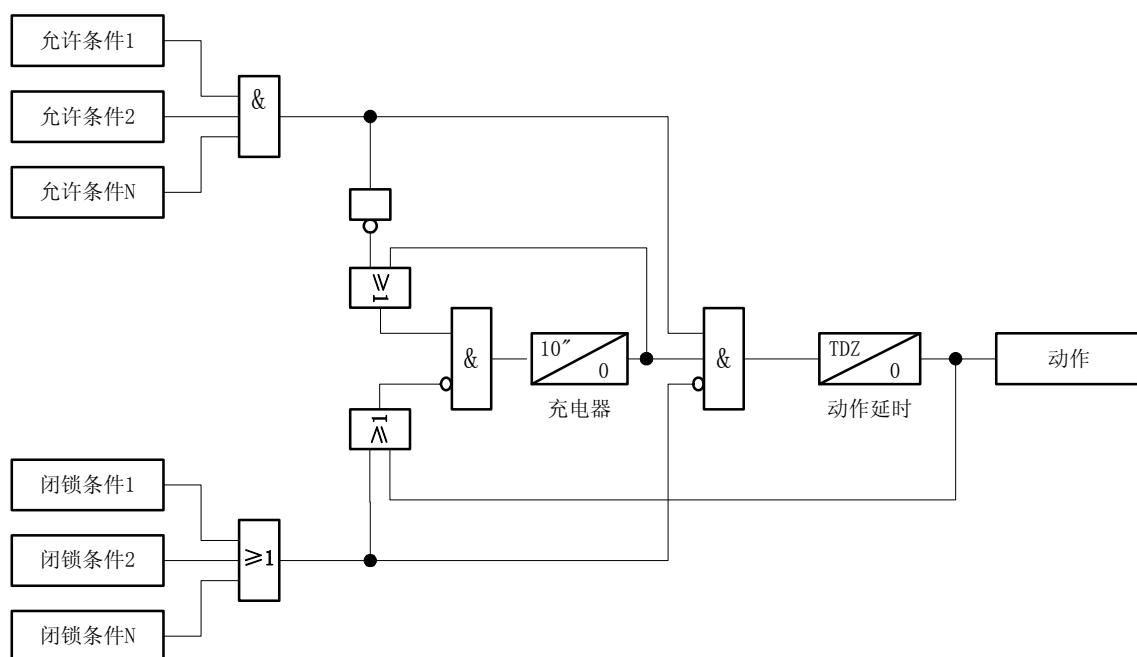 允许条件1
允许条件2
允许条件N
&
≥1
&
10″
0
充电器
≥1
&
TDZ
0
动作延时
动作
闭锁条件1
闭锁条件2
闭锁条件N
≥1